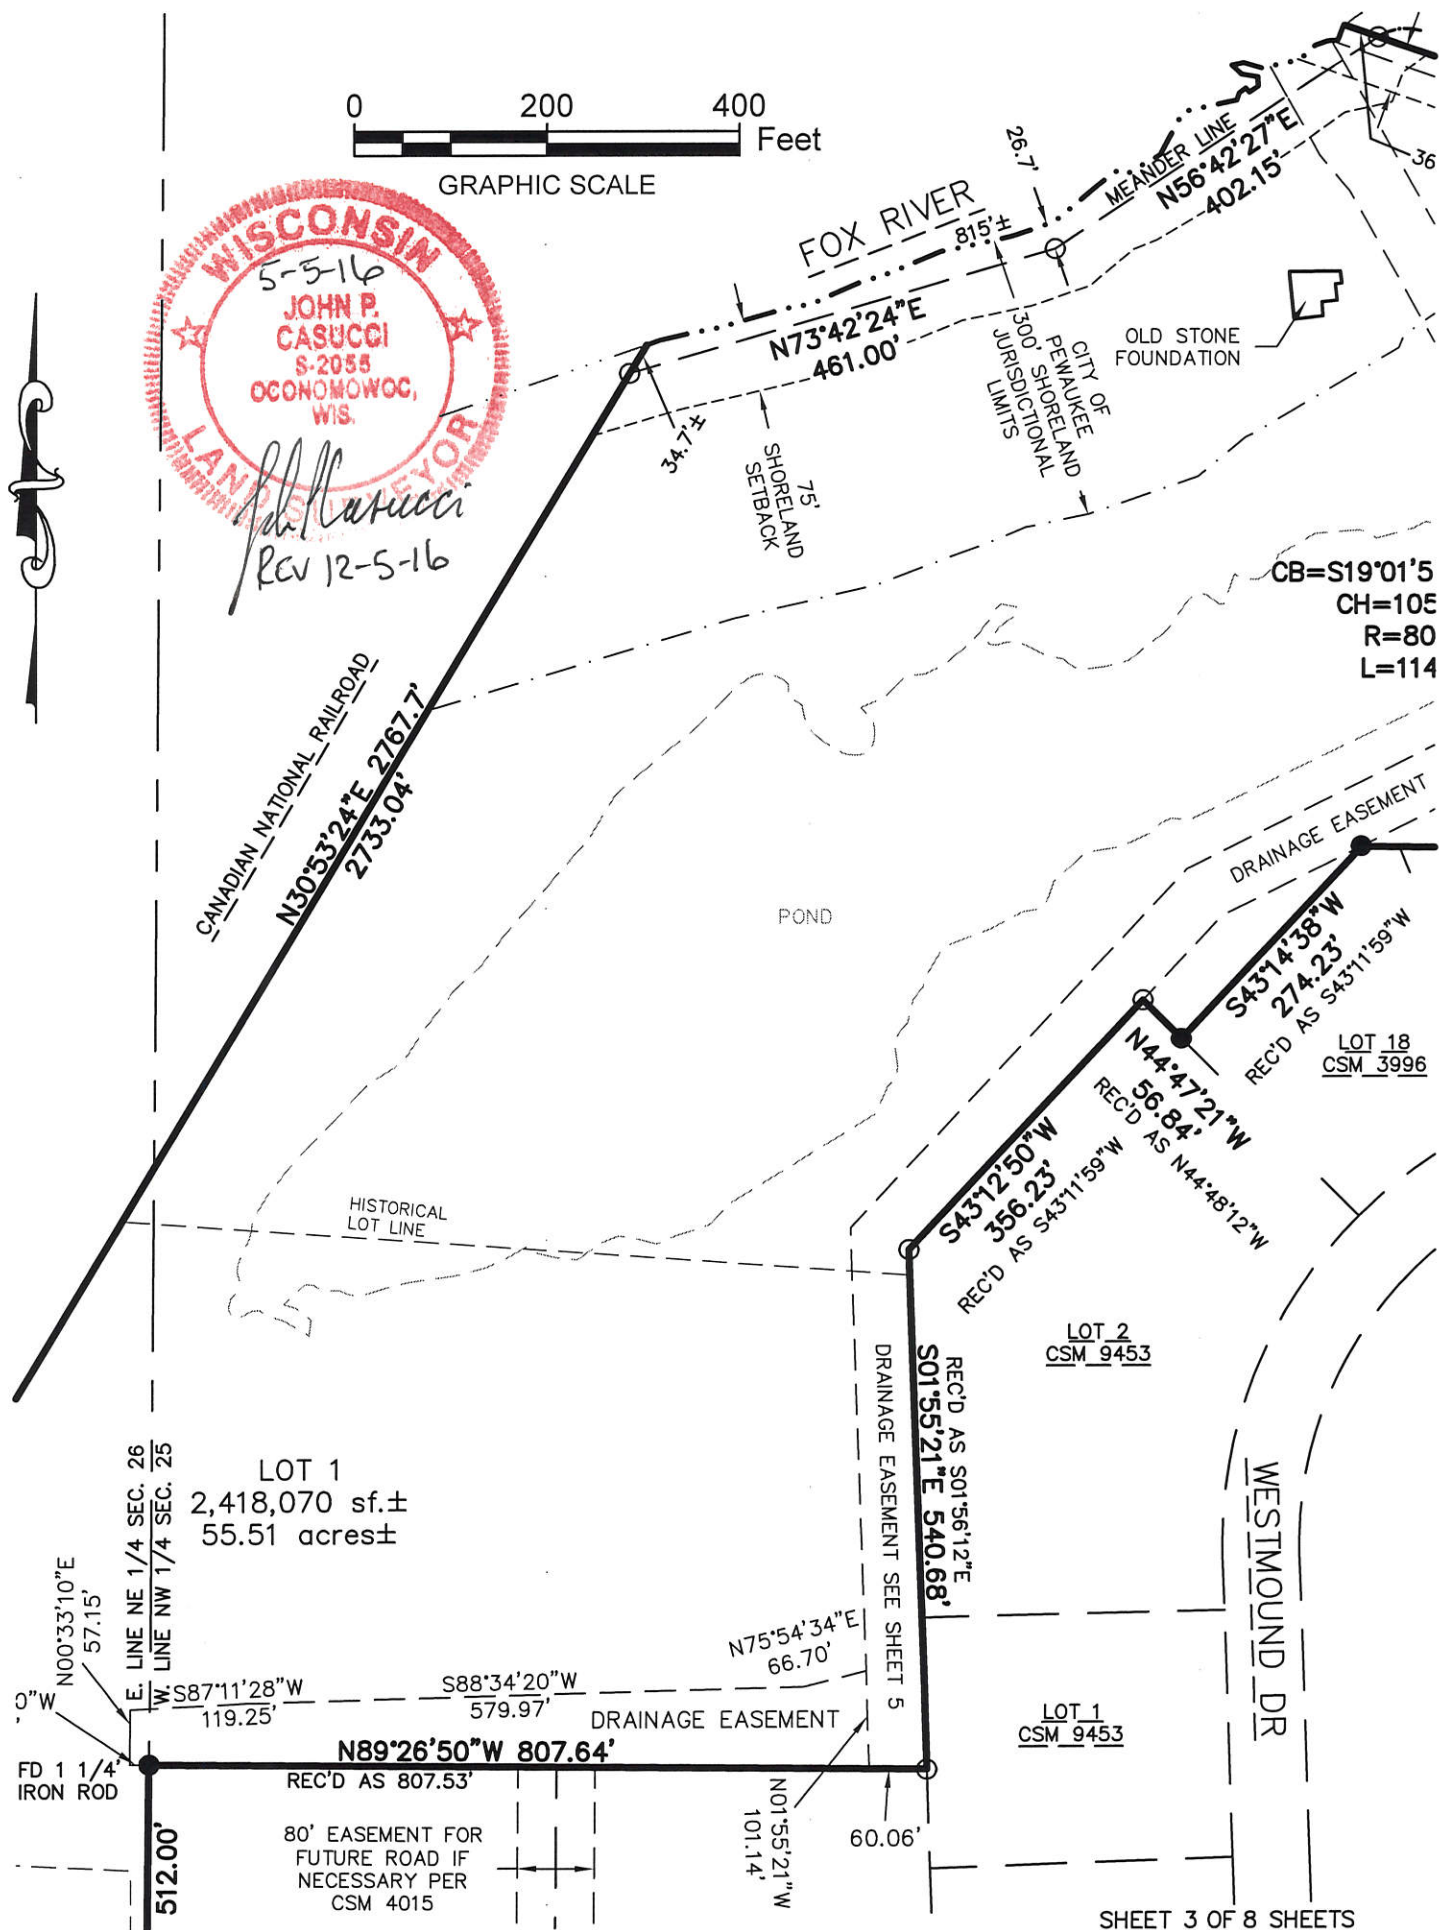 0 200 400
Feet
GRAPHIC SCALE
WISCONSIN
5-5-16
JOHN P.
CASUCCI
S-2055
OCONOMOWOC,
WIS.
LAND SURVEYOR
REV 12-5-16
FOX RIVER
815'±
26.7'
MEANDER LINE
N56°42'27"E
402.15'
36
N73°42'24"E
461.00'
34.7'±
75'
SHORELAND
SETBACK
CITY OF
PEWAUKEE
300' SHORELAND
JURISDICTIONAL
LIMITS
OLD STONE
FOUNDATION
CB=S19°01'5
CH=105
R=80
L=114
CANADIAN NATIONAL RAILROAD
N30°53'24"E 2767.7'
2733.04'
POND
DRAINAGE EASEMENT
S43°14'38"W
274.23'
REC'D AS S43°11'59"W
LOT 18
CSM 3996
N44°47'21"W
56.84'
REC'D AS N44°48'12"W
S43°12'50"W
356.23'
REC'D AS S43°11'59"W
HISTORICAL
LOT LINE
LOT 2
CSM 9453
REC'D AS S01°56'12"E
S01°55'21"E 540.68'
DRAINAGE EASEMENT SEE SHEET 5
WESTMOUND DR
LOT 1
2,418,070 sf.±
55.51 acres±
E. LINE NE 1/4 SEC. 26
W. LINE NW 1/4 SEC. 25
N00°33'10"E
57.15'
0"W
'
S87°11'28"W
119.25'
S88°34'20"W
579.97'
N75°54'34"E
66.70'
DRAINAGE EASEMENT
LOT 1
CSM 9453
FD 1 1/4"
IRON ROD
N89°26'50"W 807.64'
REC'D AS 807.53'
N01°55'21"W
101.14'
60.06'
512.00'
80' EASEMENT FOR
FUTURE ROAD IF
NECESSARY PER
CSM 4015
SHEET 3 OF 8 SHEETS